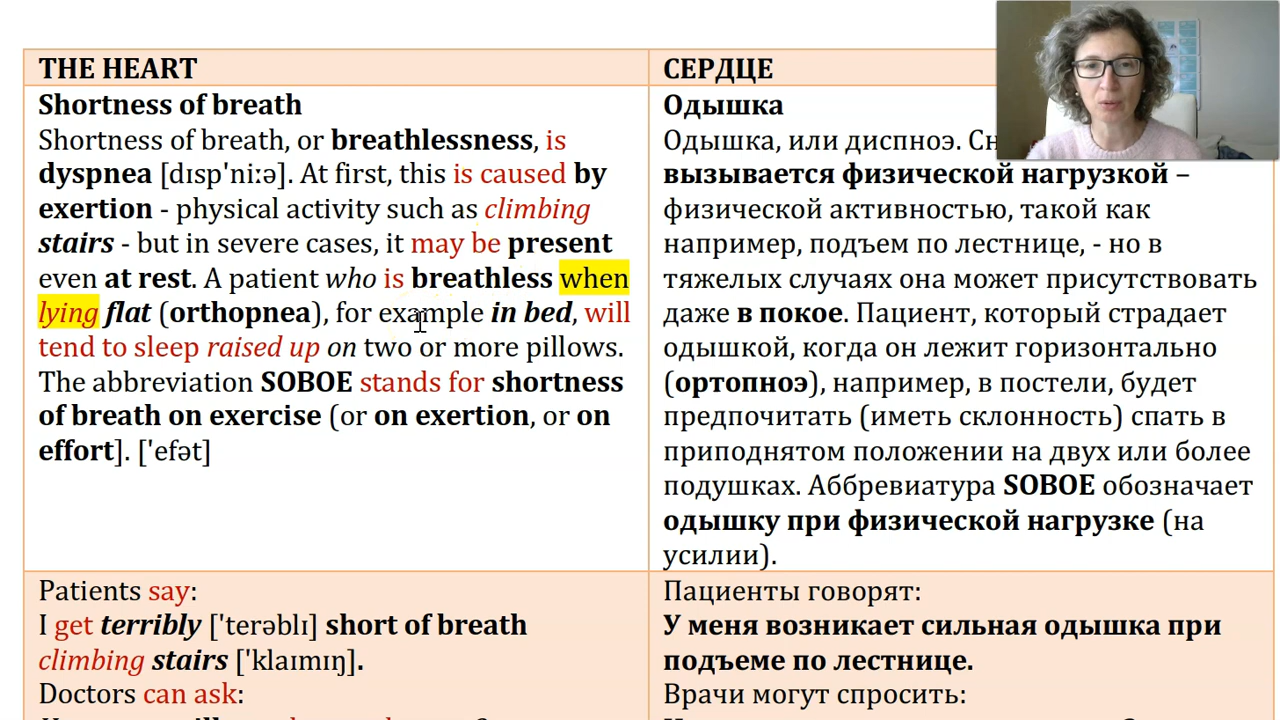 THE HEART
Shortness of breath
Shortness of breath, or breathlessness, is
dyspnea [dɪsp'niːə]. At first, this is caused by
exertion - physical activity such as climbing
stairs - but in severe cases, it may be present
even at rest. A patient who is breathless when
lying flat (orthopnea), for example in bed, will
tend to sleep raised up on two or more pillows.
The abbreviation SOBOE stands for shortness
of breath on exercise (or on exertion, or on
effort]. ['efət]
СЕРДЦЕ
Одышка
Одышка, или диспноэ.
вызывается физической нагрузкой –
физической активностью, такой как
например, подъем по лестнице, - но в
тяжелых случаях она может присутствовать
даже в покое. Пациент, который страдает
одышкой, когда он лежит горизонтально
(ортопноэ), например, в постели, будет
предпочитать (иметь склонность) спать в
приподнятом положении на двух или более
подушках. Аббревиатура SOBOE обозначает
одышку при физической нагрузке (на
усилии).
Patients say:
I get terribly ['terəblɪ] short of breath
climbing stairs ['klaɪmɪŋ].
Doctors can ask:
Пациенты говорят:
У меня возникает сильная одышка при
подъеме по лестнице.
Врачи могут спросить: